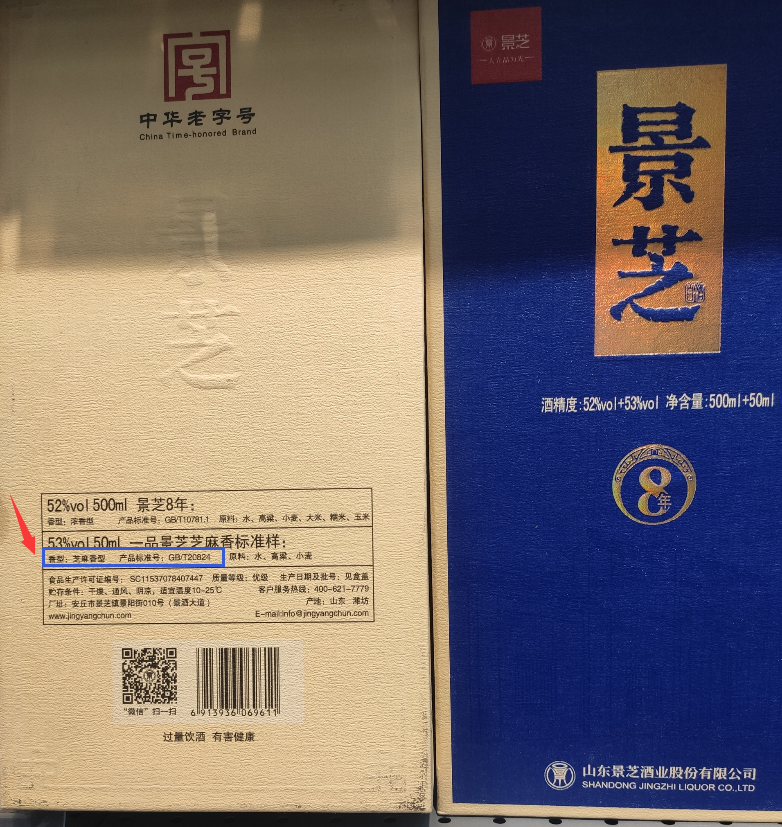 中华老字号
China Time-honored Brand
景芝
52%vol 500ml 景芝8年:
香型: 浓香型 产品标准号: GB/T10781.1 原料: 水、高粱、小麦、大米、糯米、玉米
53%vol 50ml 一品景芝芝麻香标准样:
香型: 芝麻香型 产品标准号: GB/T20824 原料: 水、高粱、小麦
食品生产许可证编号: SC11537078407447 质量等级: 优级 生产日期及批号: 见盒盖
贮存条件: 干燥、通风、阴凉, 适宜温度10-25℃ 客户服务热线: 400-621-7779
厂址: 安丘市景芝镇景阳街010号(景酒大道) 产地: 山东 潍坊
www.jingyangchun.com E-mail:info@jingyangchun.com
"微信"扫一扫
6 913936 069611
过量饮酒 有害健康
景芝
景芝
酒精度:52%vol+53%vol 净含量:500ml+50ml
8年
山东景芝酒业股份有限公司
SHANDONG JINGZHI LIQUOR CO.,LTD